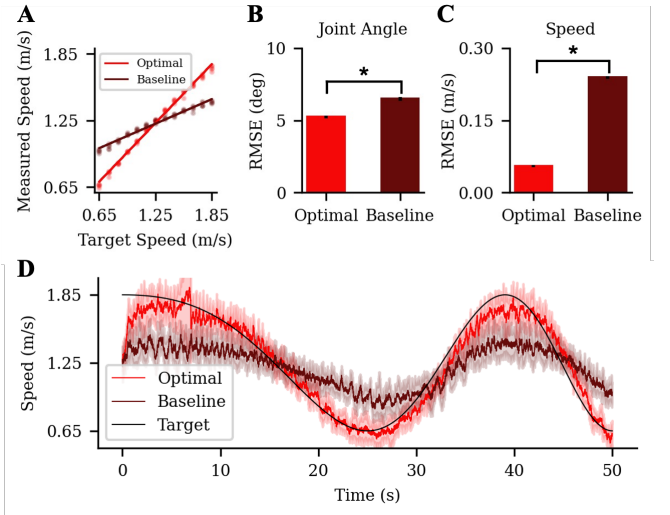 A
Measured Speed (m/s)
1.85
1.25
0.65
Optimal
Baseline
0.65 1.25 1.85
Target Speed (m/s)
B
Joint Angle
RMSE (deg)
10
5
0
*
Optimal Baseline
C
Speed
RMSE (m/s)
0.30
0.15
0.00
*
Optimal Baseline
D
Speed (m/s)
1.85
1.25
0.65
Optimal
Baseline
Target
0 10 20 30 40 50
Time (s)